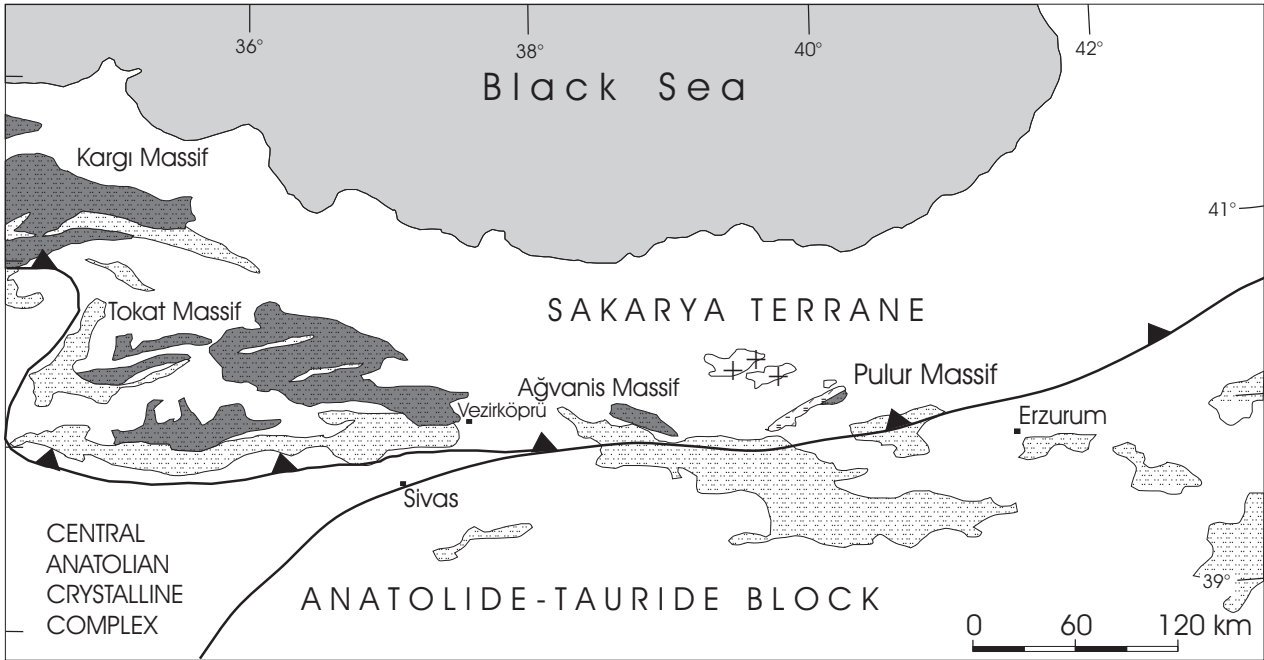 36°
38°
40°
42°
Black Sea
Kargı Massif
41°
Tokat Massif
SAKARYA TERRANE
Ağvanis Massif
Pulur Massif
Vezirköprü
Erzurum
Sivas
CENTRAL
ANATOLIAN
CRYSTALLINE
COMPLEX
ANATOLIDE-TAURIDE BLOCK
39°
0 60 120 km